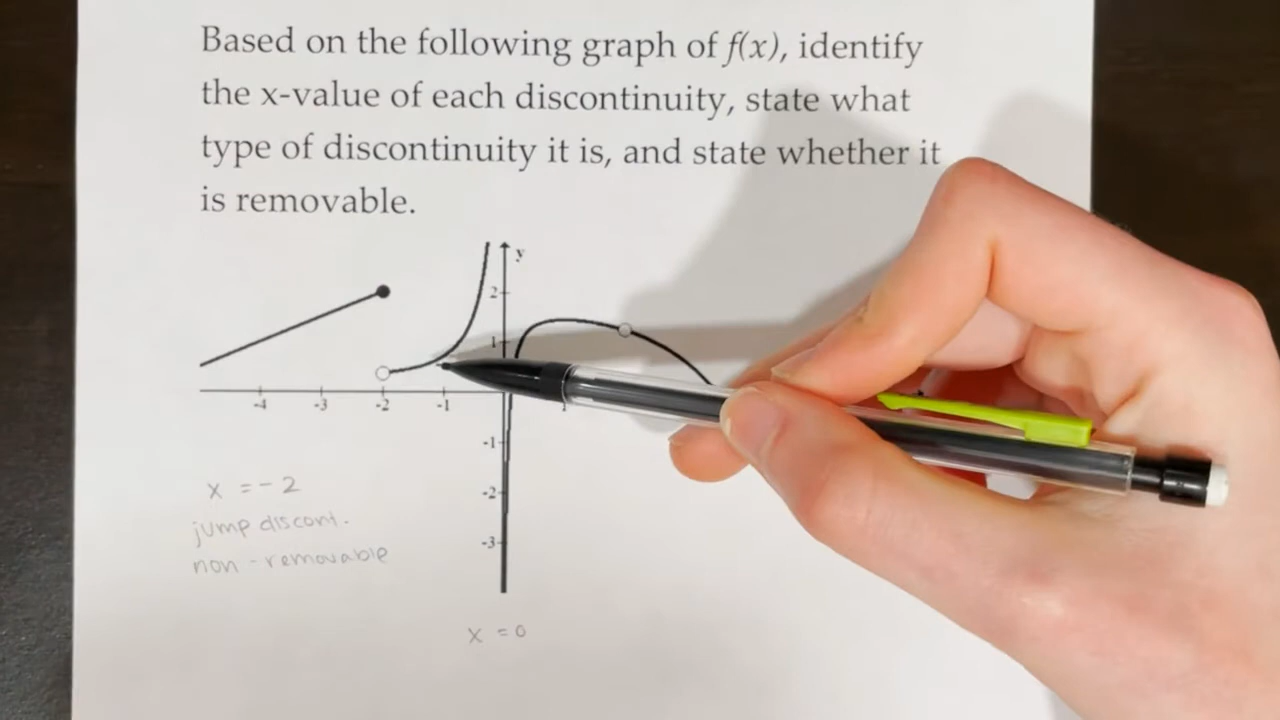 Based on the following graph of f(x), identify
the x-value of each discontinuity, state what
type of discontinuity it is, and state whether it
is removable.
y
2
1
-4 -3 -2 -1
-1
-2
-3
x = -2
jump discont.
non-removable
x = 0